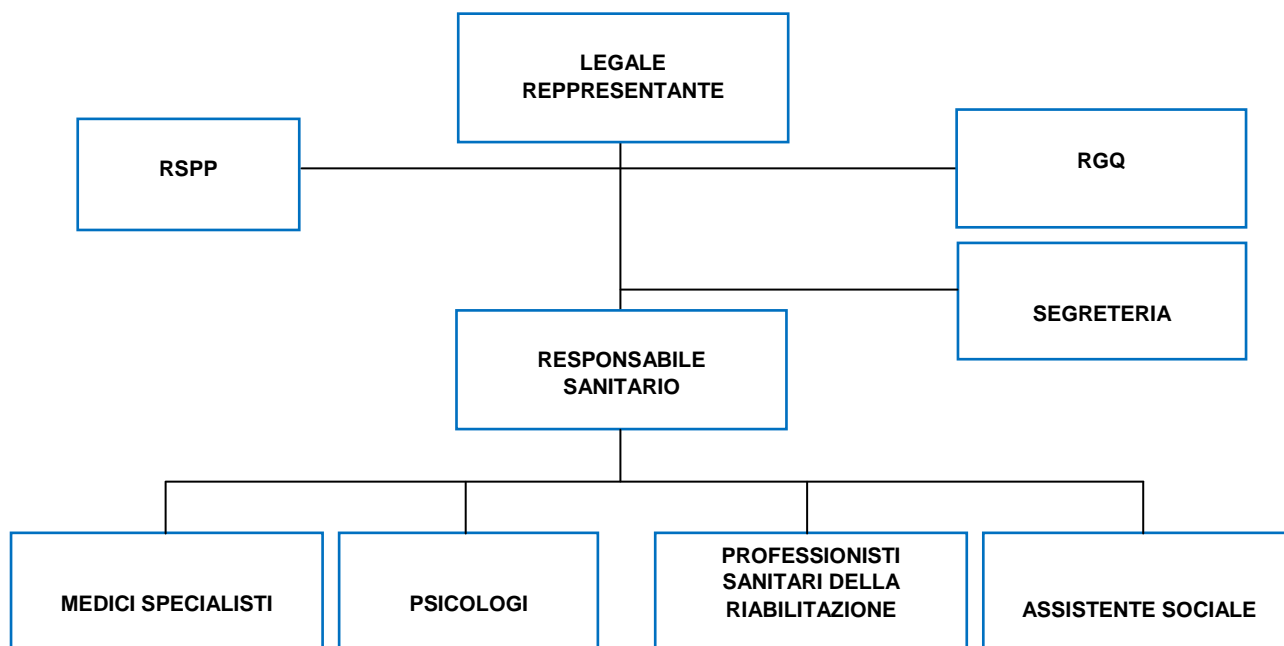 LEGALE
REPPRESENTANTE
RSPP
RGQ
SEGRETERIA
RESPONSABILE
SANITARIO
MEDICI SPECIALISTI
PSICOLOGI
PROFESSIONISTI
SANITARI DELLA
RIABILITAZIONE
ASSISTENTE SOCIALE